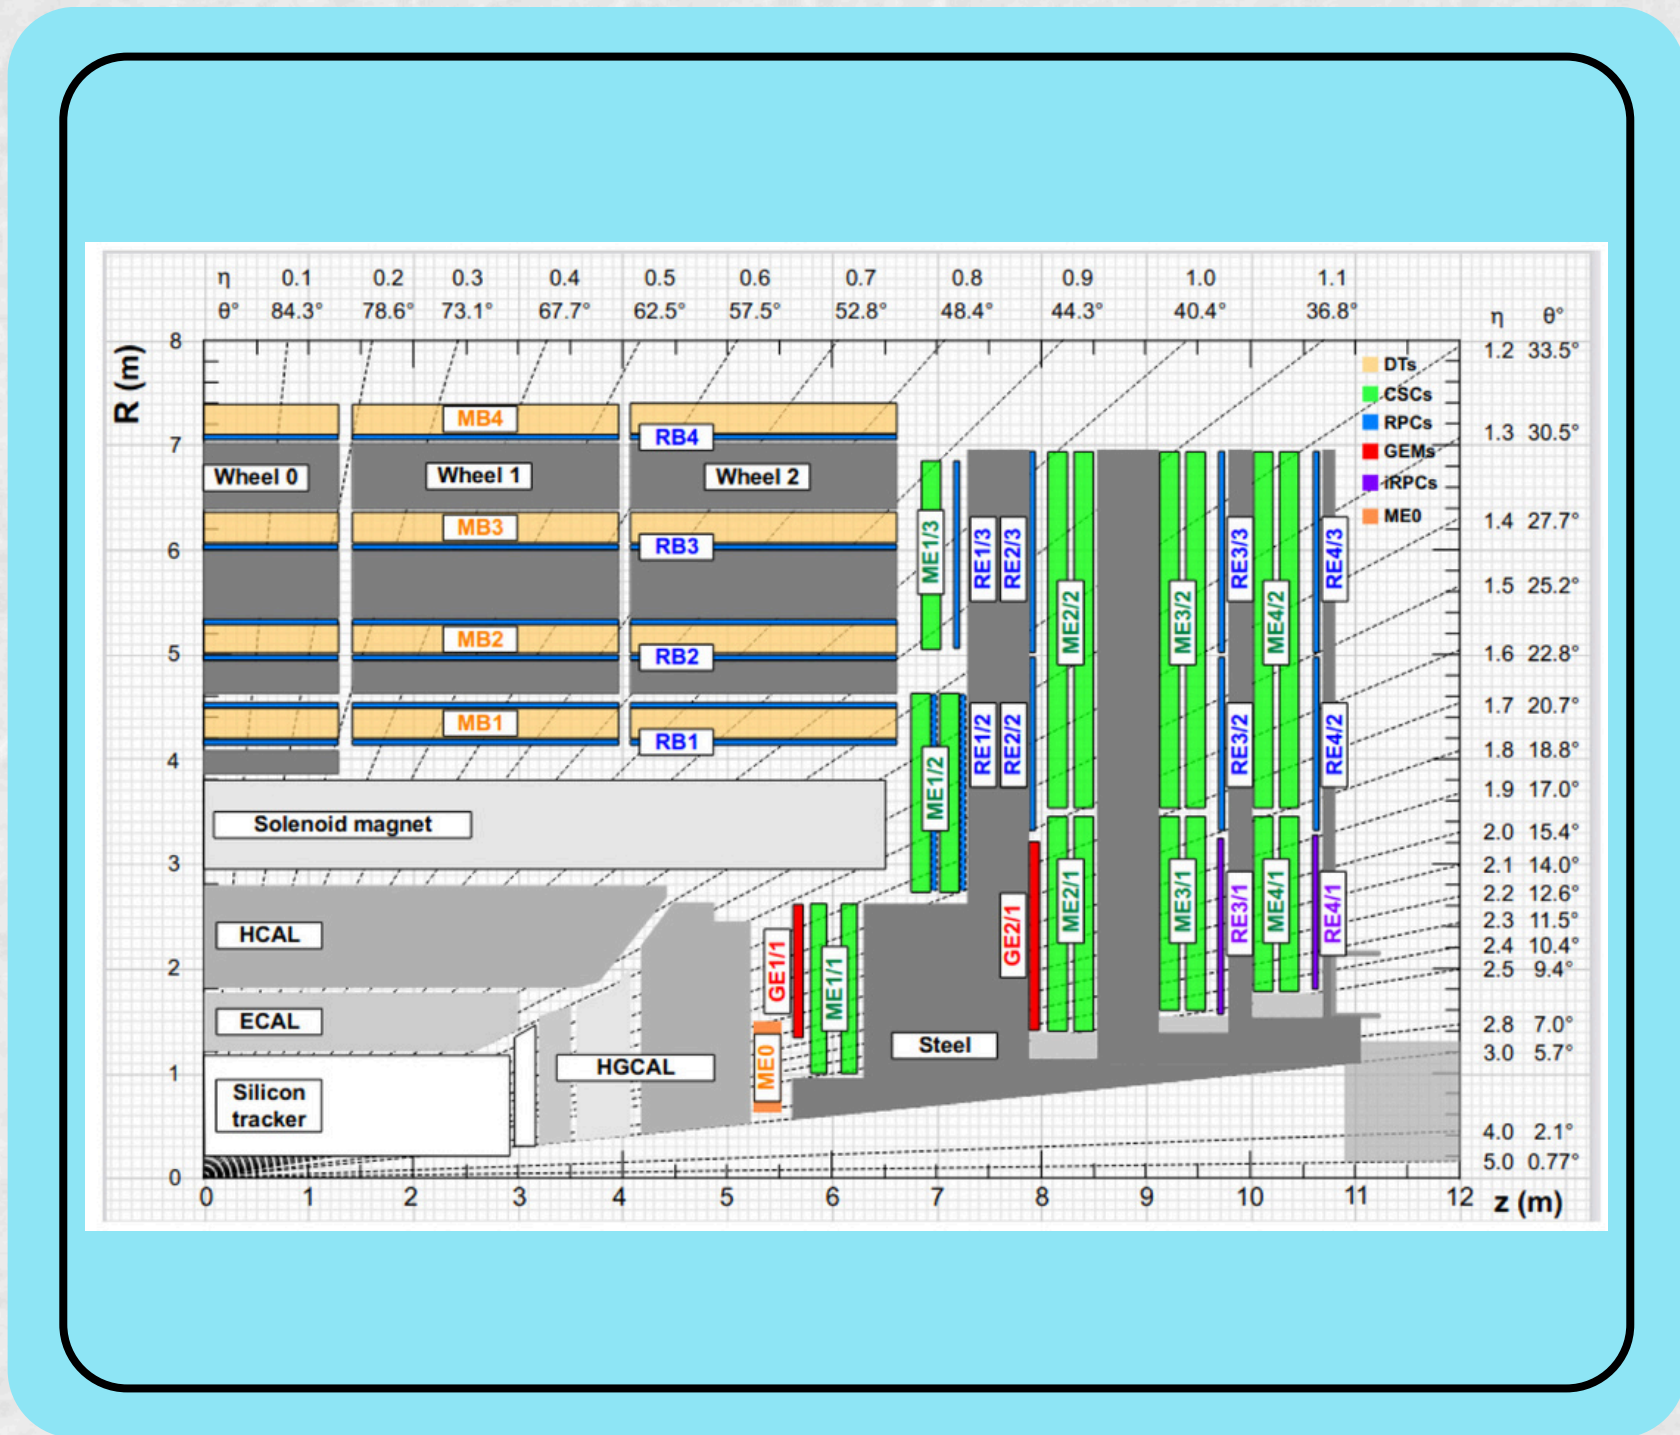 η 0.1 0.2 0.3 0.4 0.5 0.6 0.7 0.8 0.9 1.0 1.1
θ° 84.3° 78.6° 73.1° 67.7° 62.5° 57.5° 52.8° 48.4° 44.3° 40.4° 36.8°
η θ°
1.2 33.5°
1.3 30.5°
1.4 27.7°
1.5 25.2°
1.6 22.8°
1.7 20.7°
1.8 18.8°
1.9 17.0°
2.0 15.4°
2.1 14.0°
2.2 12.6°
2.3 11.5°
2.4 10.4°
2.5 9.4°
2.8 7.0°
3.0 5.7°
4.0 2.1°
5.0 0.77°
R (m)
8
7
6
5
4
3
2
1
0
DTs
CSCs
RPCs
GEMs
iRPCs
ME0
MB4
RB4
Wheel 0
Wheel 1
Wheel 2
MB3
RB3
MB2
RB2
MB1
RB1
Solenoid magnet
HCAL
ECAL
Silicon
tracker
HGCAL
Steel
ME0
GE1/1
ME1/1
ME1/2
ME1/3
RE1/3
RE2/3
RE1/2
RE2/2
GE2/1
ME2/2
ME2/1
ME3/2
ME3/1
RE3/3
RE3/2
RE3/1
ME4/2
ME4/1
RE4/3
RE4/2
RE4/1
0 1 2 3 4 5 6 7 8 9 10 11 12
z (m)